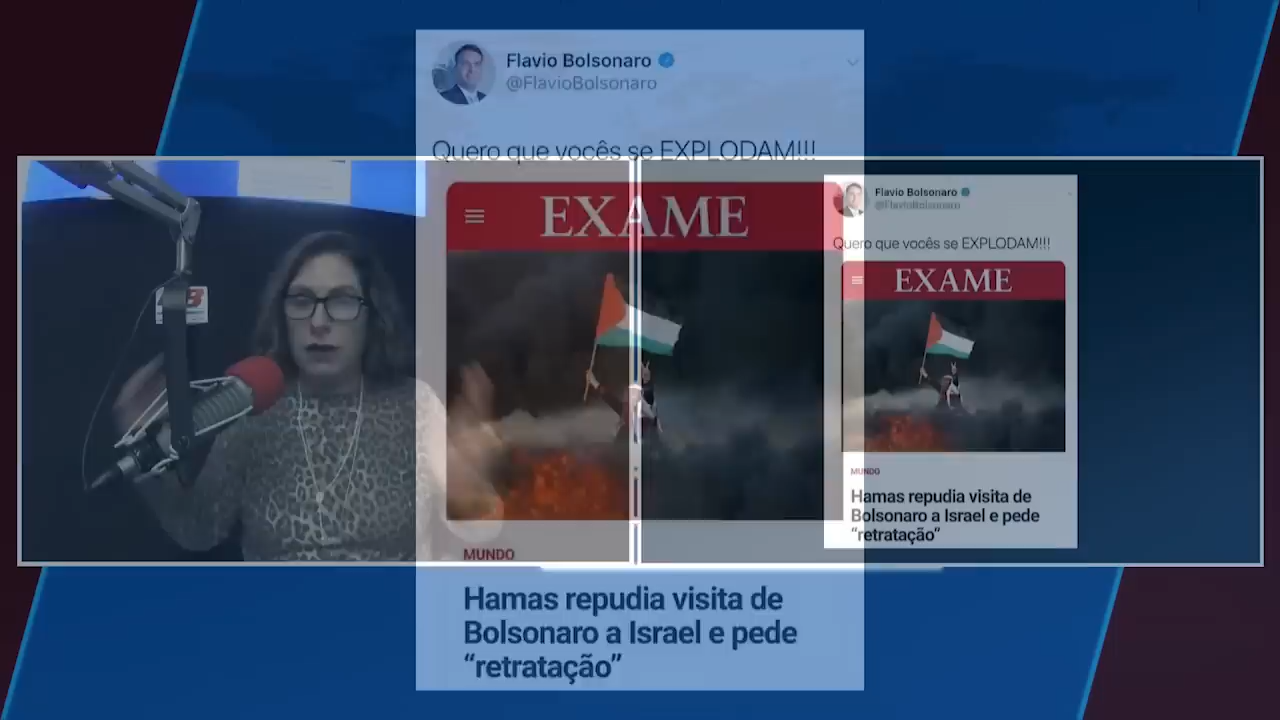 Flavio Bolsonaro
@FlavioBolsonaro
Quero que vocês se EXPLODAM!!!
EXAME
MUNDO
Hamas repudia visita de
Bolsonaro a Israel e pede
“retratação”
Flavio Bolsonaro
@FlavioBolsonaro
Quero que vocês se EXPLODAM!!!
EXAME
MUNDO
Hamas repudia visita de
Bolsonaro a Israel e pede
“retratação”